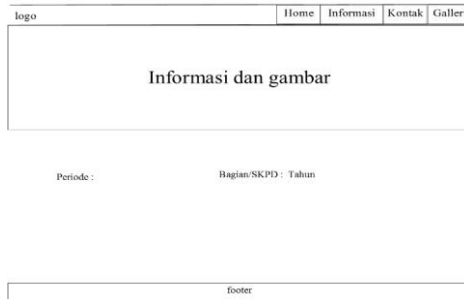 logo Home Informasi Kontak Galler
Informasi dan gambar
Periode : Bagian/SKPD : Tahun
footer